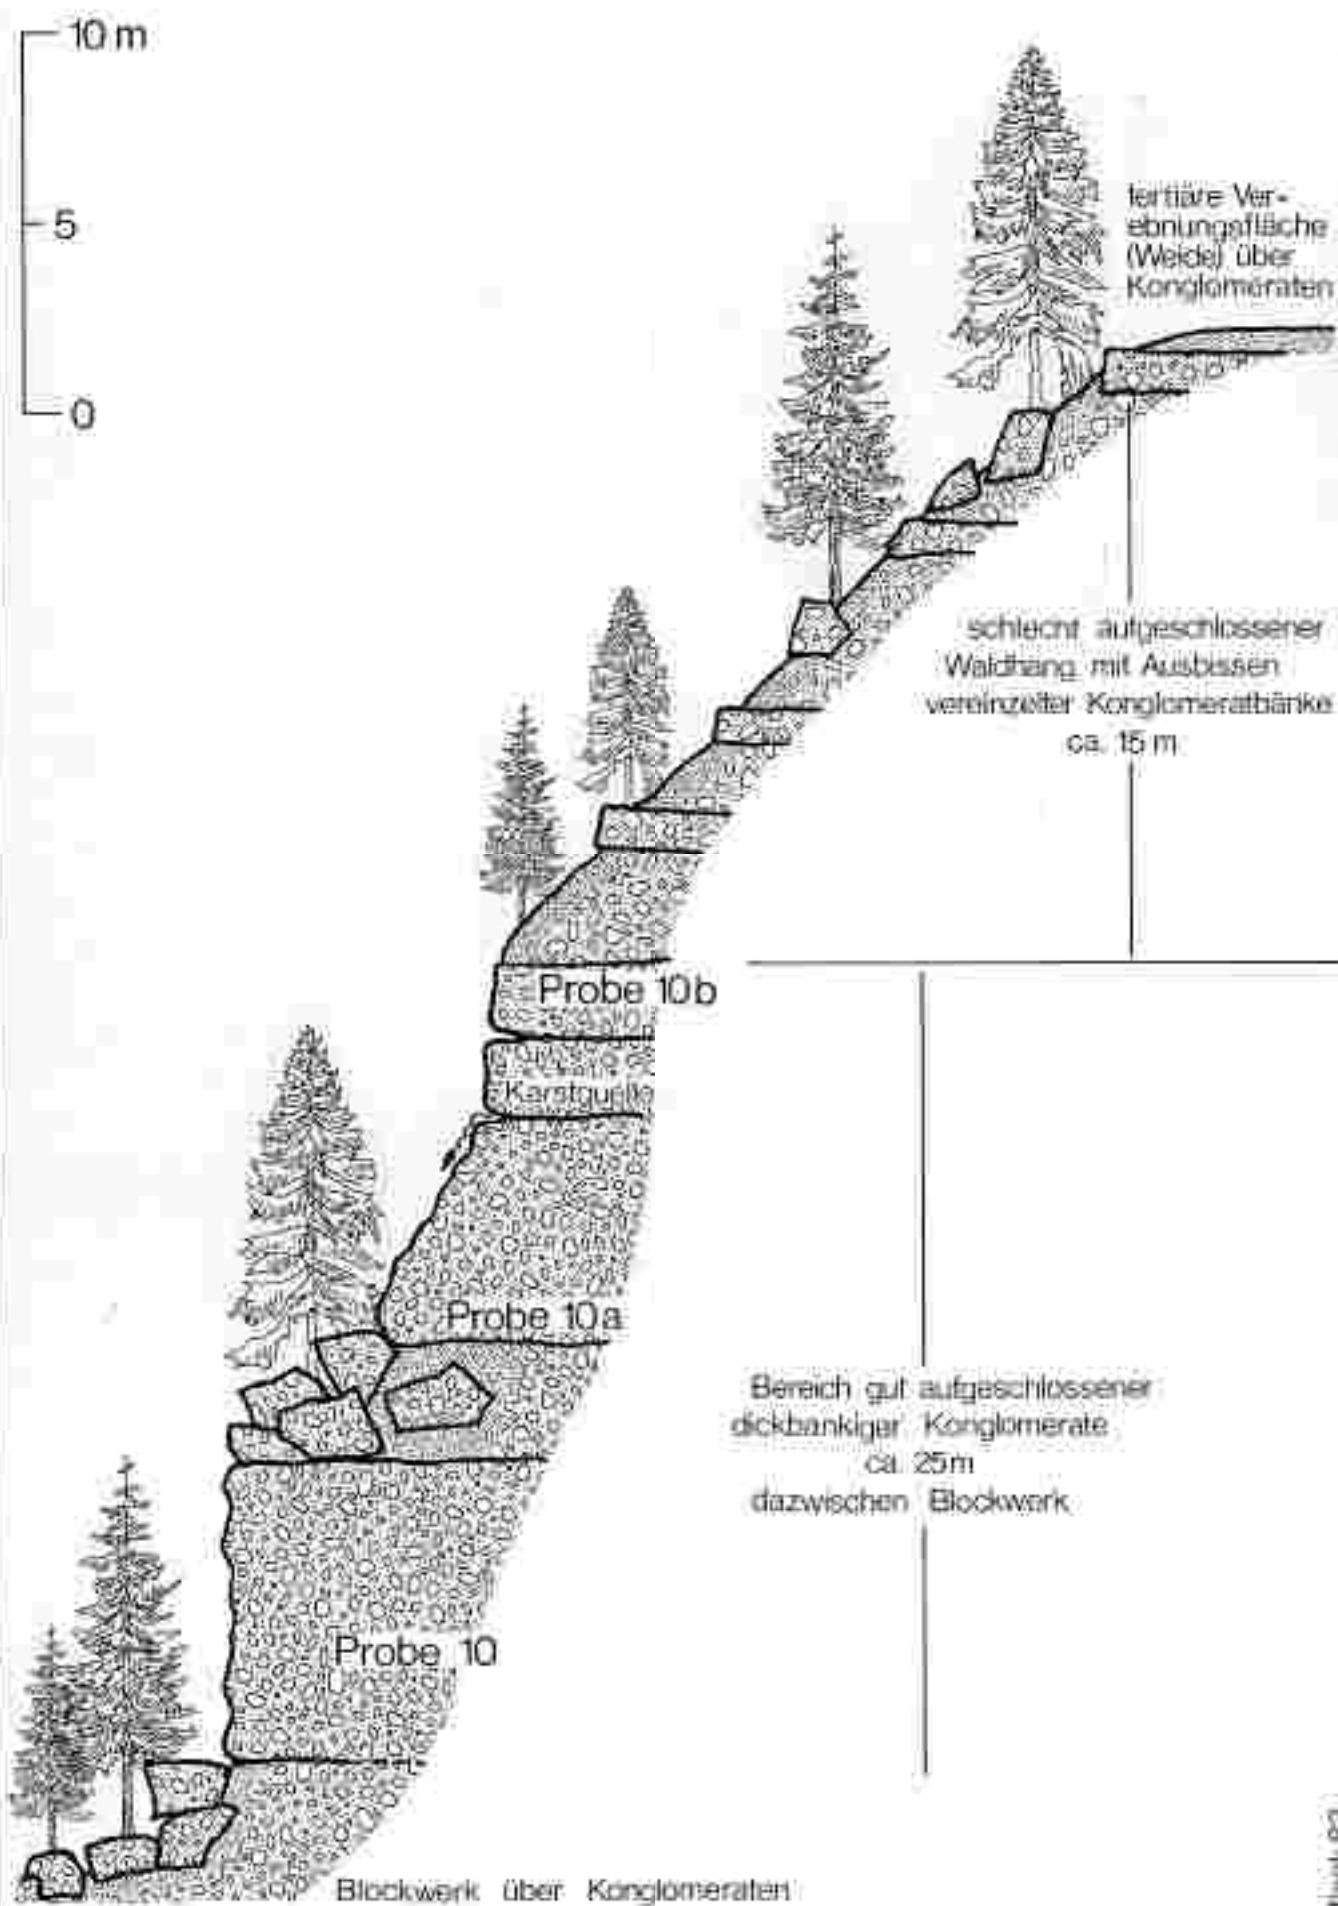 10 m
5
0
tertiäre Ver-
ebnungsfläche
(Weide) über
Konglomeraten
schlecht aufgeschlossener
Waldhang mit Ausbissen
vereinzelter Konglomeratbänke
ca. 15 m
Probe 10b
Karstquelle
Probe 10a
Bereich gut aufgeschlossener
dickbankiger Konglomerate
ca. 25m
dazwischen Blockwerk
Probe 10
Blockwerk über Konglomeraten